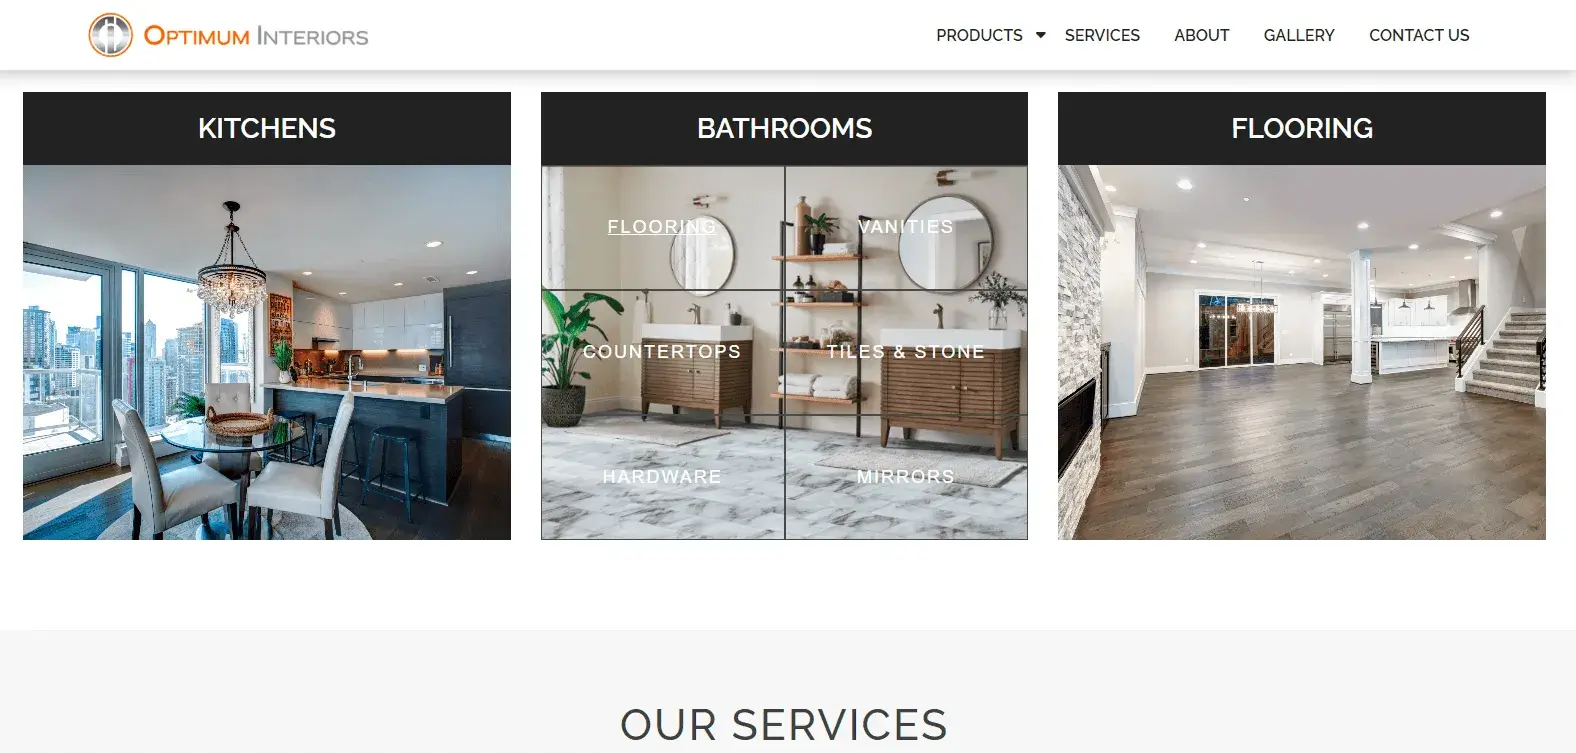 OPTIMUM INTERIORS
PRODUCTS SERVICES ABOUT GALLERY CONTACT US
KITCHENS
BATHROOMS
FLOORING
FLOORING
VANITIES
COUNTERTOPS
TILES & STONE
HARDWARE
MIRRORS
OUR SERVICES